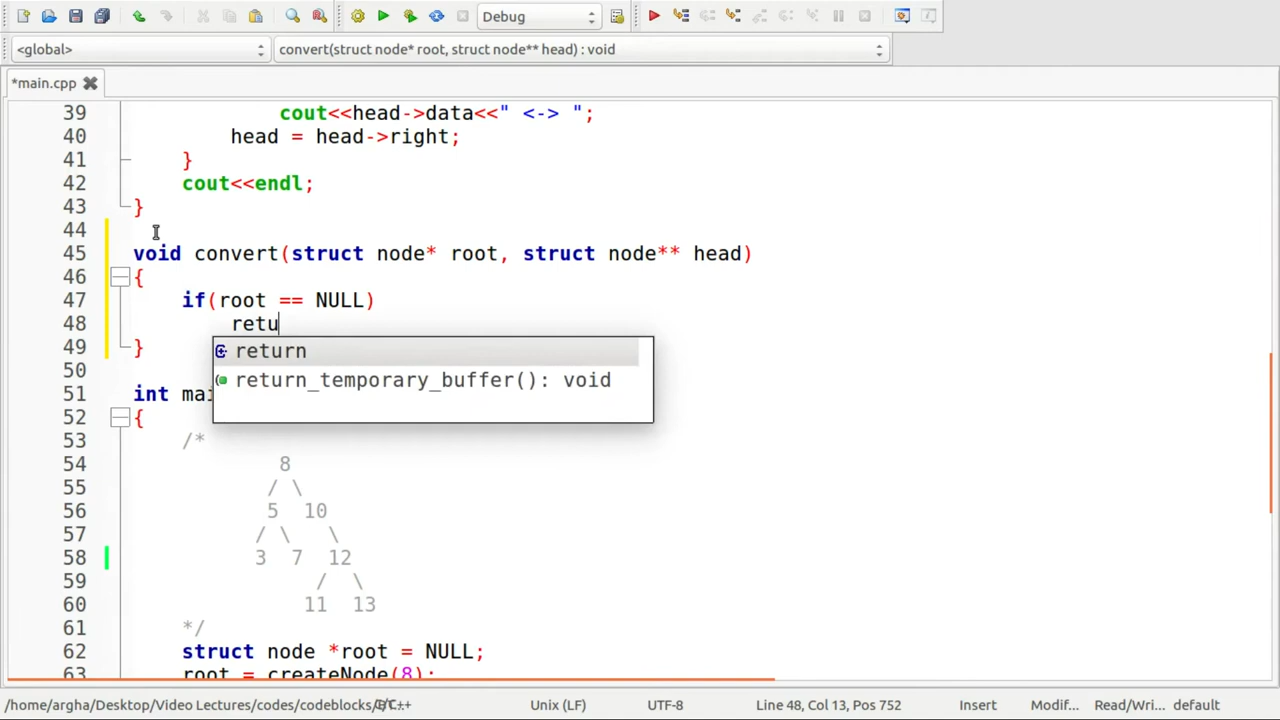 Debug
<global> convert(struct node* root, struct node** head) : void
*main.cpp
39 cout<<head->data<<" <-> ";
40 head = head->right;
41 }
42 cout<<endl;
43 }
44
45 void convert(struct node* root, struct node** head)
46 {
47 if(root == NULL)
48 retu
return
49 }
return_temporary_buffer(): void
50
51 int mai
52 {
53 /*
54 8
55 / \
56 5 10
57 / \ \
58 3 7 12
59 / \
60 11 13
61 */
62 struct node *root = NULL;
63 root = createNode(8);
/home/argha/Desktop/Video Lectures/codes/codeblocks/ C/C++ Unix (LF) UTF-8 Line 48, Col 13, Pos 752 Insert Modif... Read/Wri... default